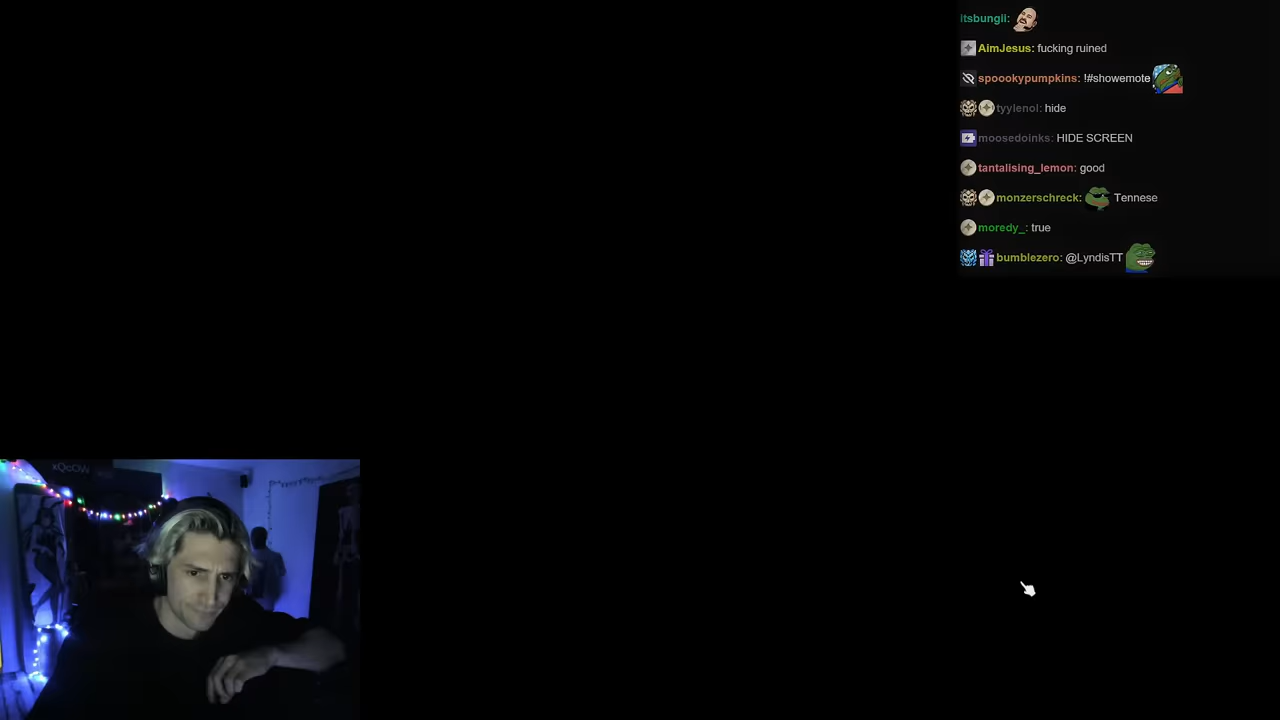 itsbungii:
AimJesus: fucking ruined
spoookypumpkins: !#showemote
tyylenol: hide
moosedoinks: HIDE SCREEN
tantalising_lemon: good
monzerschreck: Tennese
moredy_: true
bumblezero: @LyndisTT
xQcOW